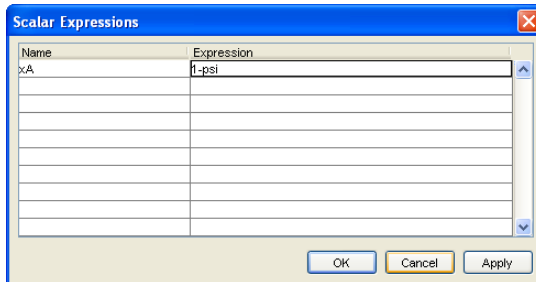 Scalar Expressions
Name Expression
xA 1-psi
OK Cancel Apply